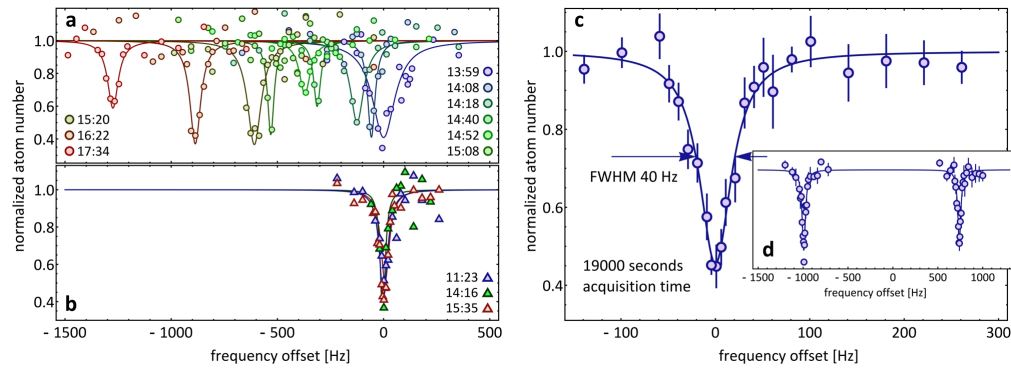 a
normalized atom number
1.0
0.8
0.6
0.4
13:59
14:08
14:18
14:40
14:52
15:08
15:20
16:22
17:34
b
1.0
0.8
0.6
0.4
11:23
14:16
15:35
- 1500 - 1000 - 500 0 500
frequency offset [Hz]
c
normalized atom number
1.0
0.8
0.6
0.4
FWHM 40 Hz
19000 seconds
acquisition time
- 100 0 100 200 300
frequency offset [Hz]
d
- 1500 - 1000 - 500 0 500 1000
frequency offset [Hz]